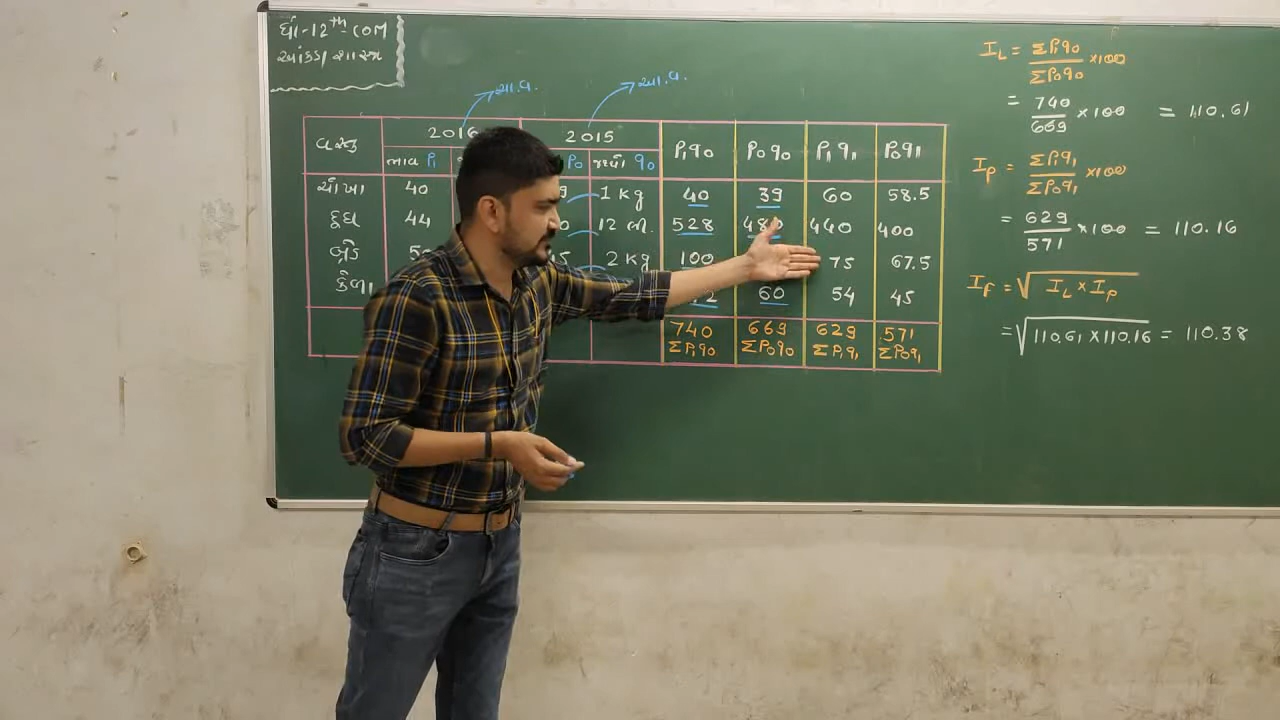 ધો-12th COM
આંકડાશાસ્ત્ર
ચા.વ. આ.વ.
વસ્તુ 2016 2015 P₁q₀ P₀q₀ P₁q₁ P₀q₁
ભાવ P₁ P₀ જથ્થો q₀
ચોખા 40 1 kg 40 39 60 58.5
દૂધ 44 12 લી. 528 480 440 400
બ્રેડ 2 kg 100 75 67.5
કેળા 60 54 45
740 669 629 571
ΣP₁q₀ ΣP₀q₀ ΣP₁q₁ ΣP₀q₁
I_L = ΣP₁q₀ / ΣP₀q₀ ×100
= 740 / 669 ×100 = 110.61
I_P = ΣP₁q₁ / ΣP₀q₁ ×100
= 629 / 571 ×100 = 110.16
I_F = √ I_L × I_P
= √ 110.61 × 110.16 = 110.38